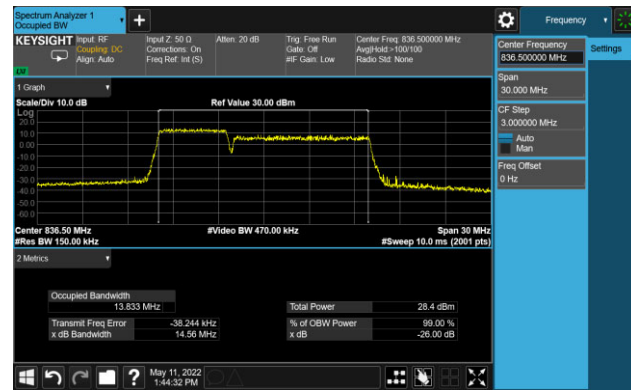 Spectrum Analyzer 1
Occupied BW
Frequency
KEYSIGHT
Input: RF
Coupling: DC
Align: Auto
Input Z: 50 Ω
Corrections: On
Freq Ref: Int (S)
Atten: 20 dB
Trig: Free Run
Gate: Off
#IF Gain: Low
Center Freq: 836.500000 MHz
Avg|Hold:>100/100
Radio Std: None
Center Frequency
836.500000 MHz
Settings
Span
30.000 MHz
CF Step
3.000000 MHz
Auto
Man
Freq Offset
0 Hz
1 Graph
Scale/Div 10.0 dB
Ref Value 30.00 dBm
Log
20.0
10.0
0.00
-10.0
-20.0
-30.0
-40.0
-50.0
-60.0
Center 836.50 MHz
#Video BW 470.00 kHz
Span 30 MHz
#Res BW 150.00 kHz
#Sweep 10.0 ms (2001 pts)
2 Metrics
Occupied Bandwidth
13.833 MHz
Total Power
28.4 dBm
Transmit Freq Error
-38.244 kHz
% of OBW Power
99.00 %
x dB Bandwidth
14.56 MHz
x dB
-26.00 dB
?
May 11, 2022
1:44:32 PM